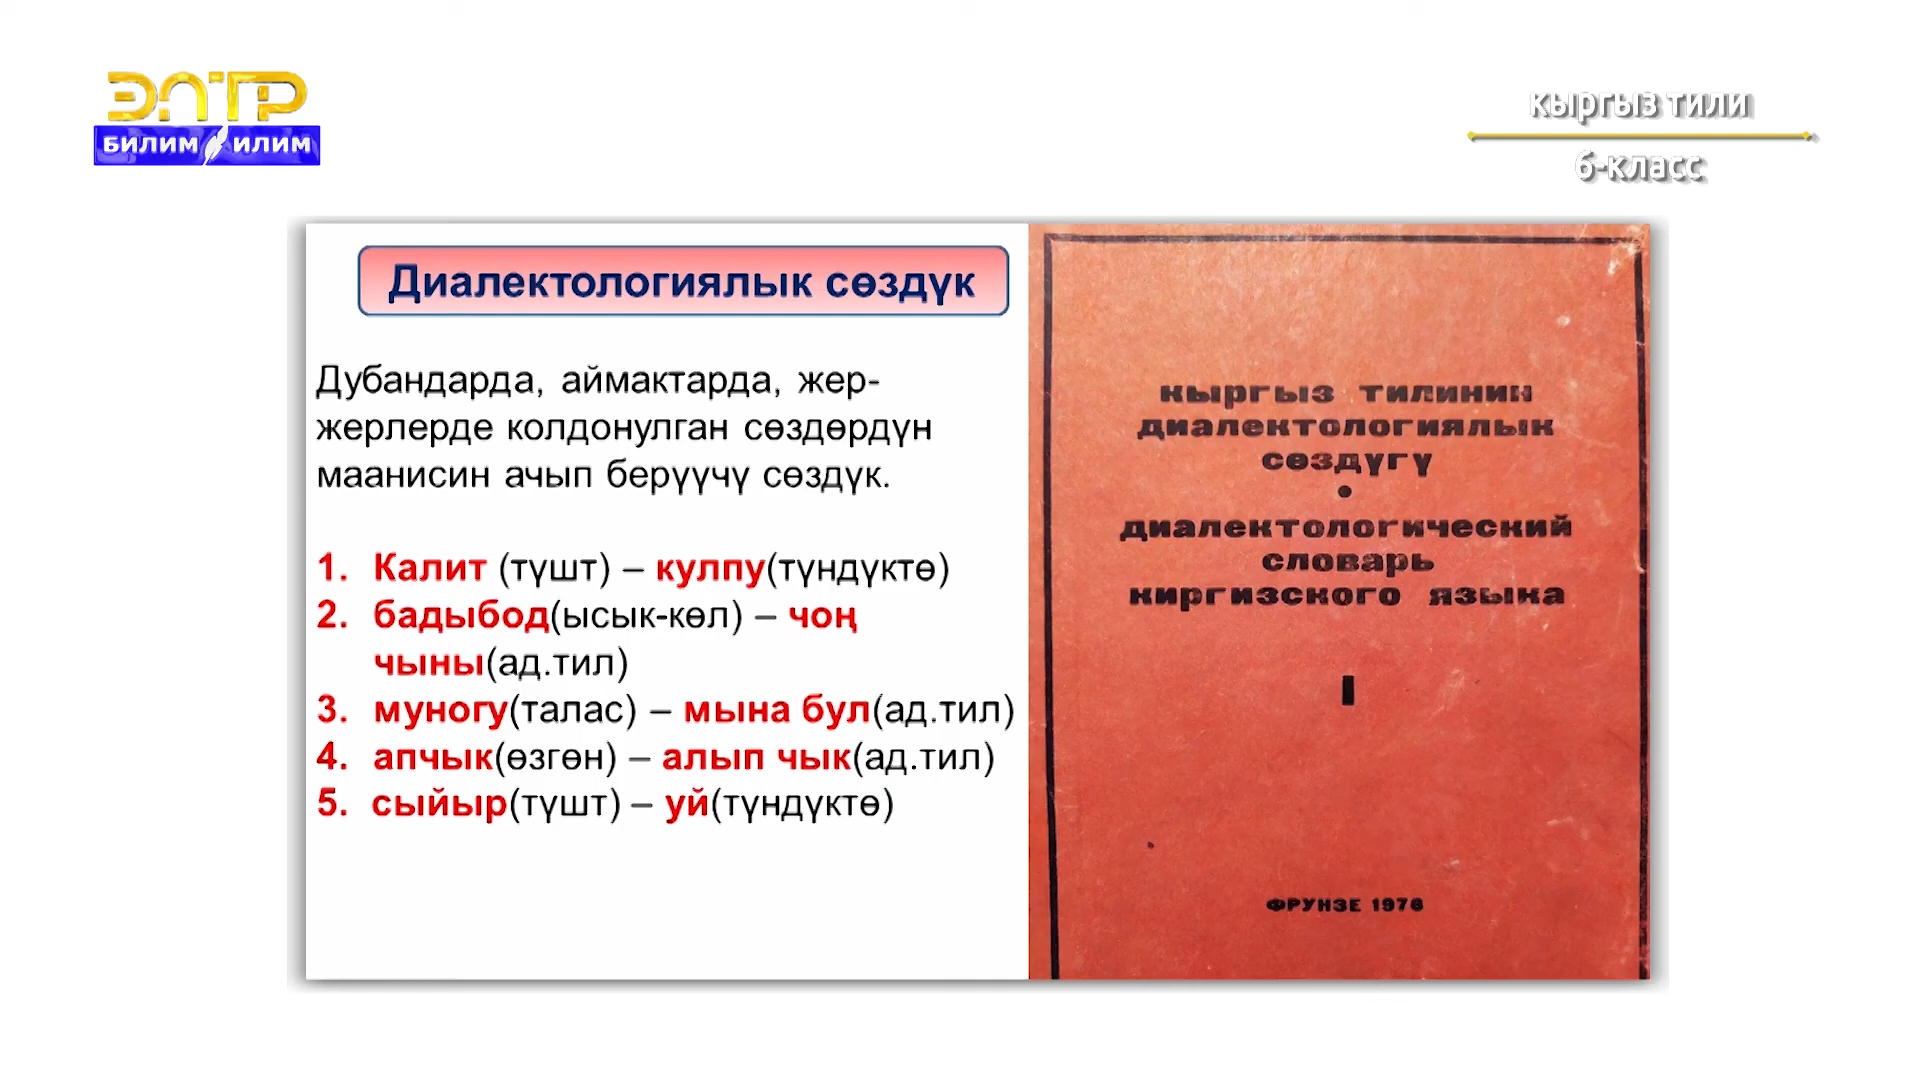 ЭЛТР
БИЛИМ ИЛИМ
кыргыз тили
6-класс
Диалектологиялык сөздүк
Дубандарда, аймактарда, жер-
жерлерде колдонулган сөздөрдүн
маанисин ачып берүүчү сөздүк.
1. Калит (түшт) – кулпу(түндүктө)
2. бадыбод(ысык-көл) – чоң
чыны(ад.тил)
3. муногу(талас) – мына бул(ад.тил)
4. апчык(өзгөн) – алып чык(ад.тил)
5. сыйыр(түшт) – уй(түндүктө)
кыргыз тилинин
диалектологиялык
сөздүгү
•
диалектологический
словарь
киргизского языка
I
ФРУНЗЕ 1976